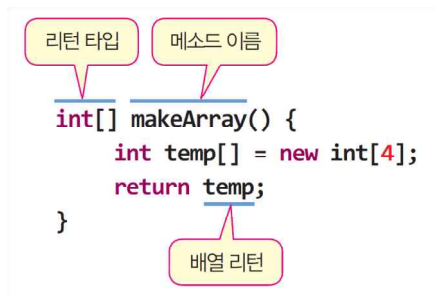 리턴 타입 메소드 이름
int[] makeArray() {
int temp[] = new int[4];
return temp;
}
배열 리턴